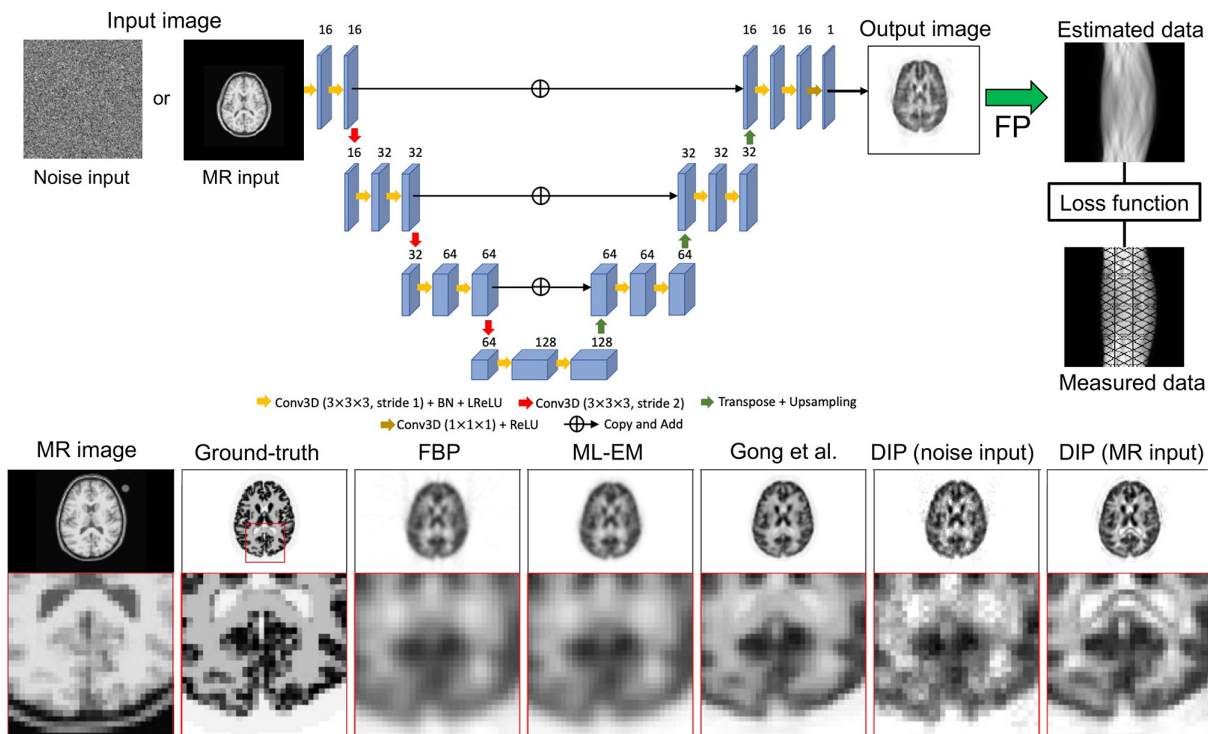 Input image
Noise input
or
MR input
16 16
16 32 32
32 64 64
64 128 128
64 64 64
32 32 32
16 16 16 1
Output image
FP
Estimated data
Loss function
Measured data
Conv3D (3×3×3, stride 1) + BN + LReLU
Conv3D (3×3×3, stride 2)
Transpose + Upsampling
Conv3D (1×1×1) + ReLU
Copy and Add
MR image
Ground-truth
FBP
ML-EM
Gong et al.
DIP (noise input)
DIP (MR input)